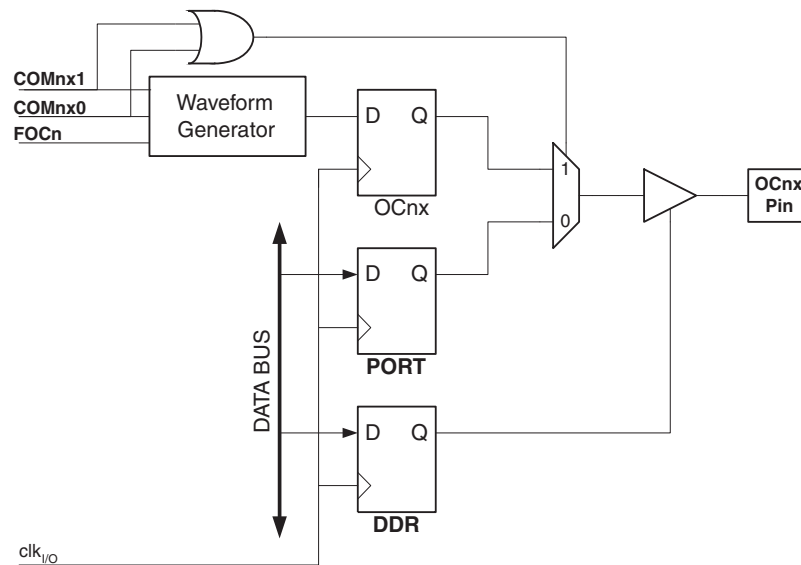 COMnx1
COMnx0
FOCn
Waveform
Generator
D Q
OCnx
1
0
OCnx
Pin
D Q
PORT
DATA BUS
D Q
DDR
clkI/O